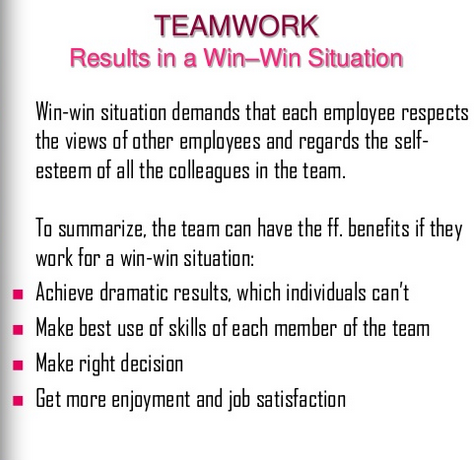 TEAMWORK
Results in a Win–Win Situation
Win-win situation demands that each employee respects
the views of other employees and regards the self-
esteem of all the colleagues in the team.
To summarize, the team can have the ff. benefits if they
work for a win-win situation:
Achieve dramatic results, which individuals can't
Make best use of skills of each member of the team
Make right decision
Get more enjoyment and job satisfaction